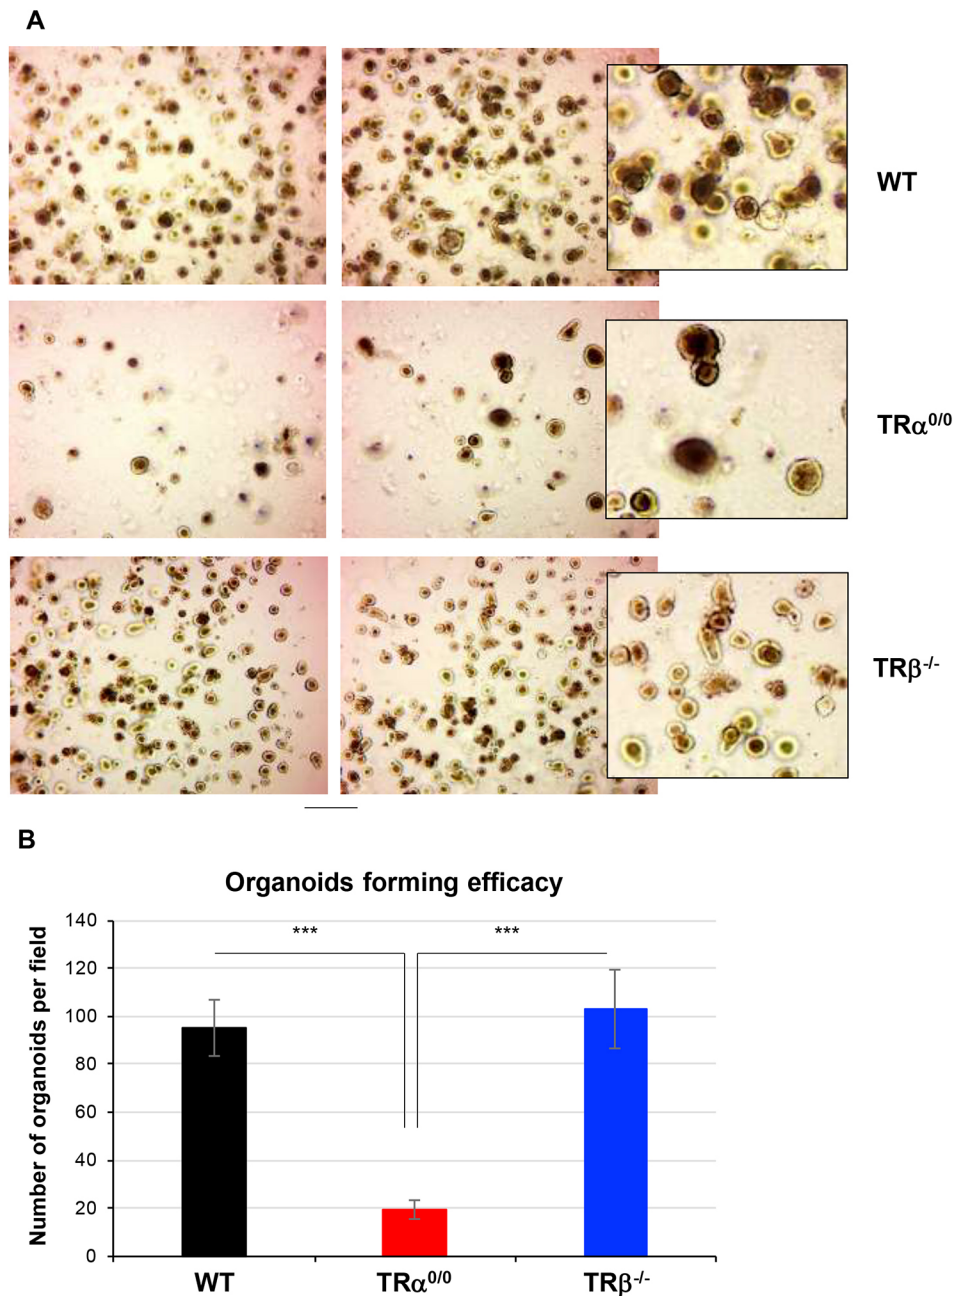 A
WT
TRα0/0
TRβ-/-
B
Organoids forming efficacy
Number of organoids per field
140
120
100
80
60
40
20
0
***
***
WT
TRα0/0
TRβ-/-